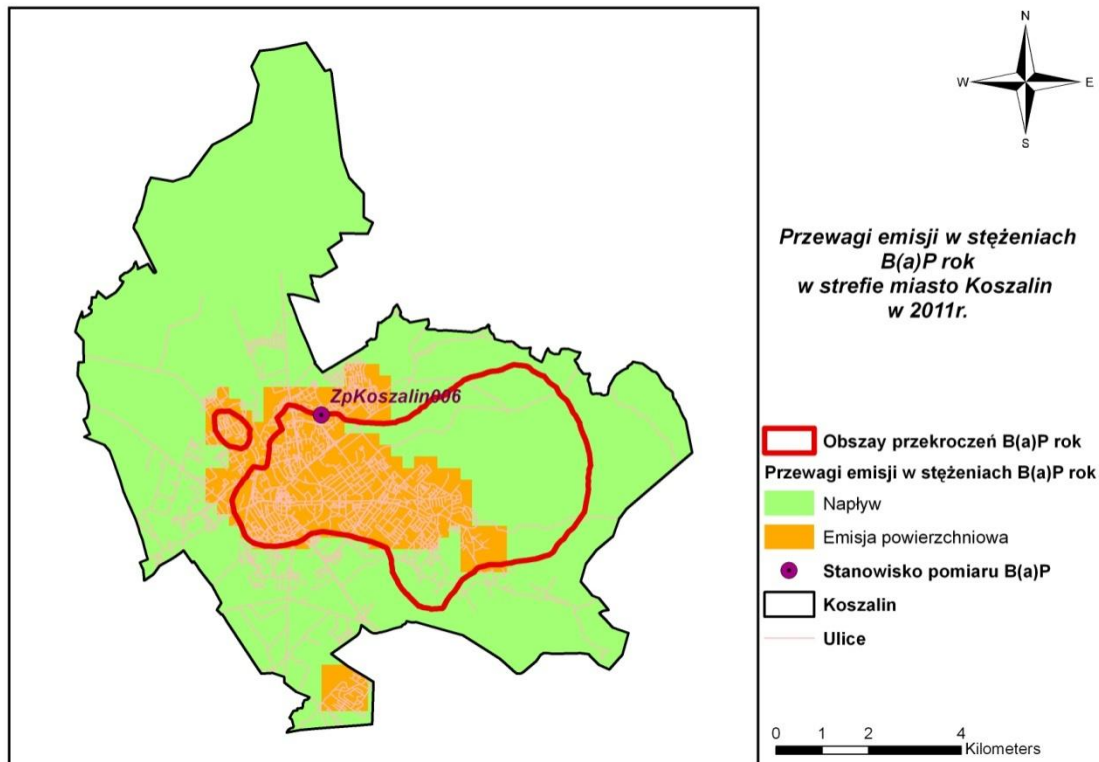 N
W
E
S
Przewagi emisji w stężeniach
B(a)P rok
w strefie miasto Koszalin
w 2011r.
ZpKoszalin006
Obszay przekroczeń B(a)P rok
Przewagi emisji w stężeniach B(a)P rok
Napływ
Emisja powierzchniowa
Stanowisko pomiaru B(a)P
Koszalin
Ulice
0 1 2 4
Kilometers